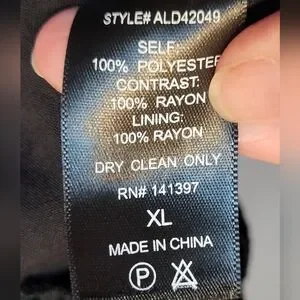 STYLE# ALD42049
SELF:
100% POLYESTER
CONTRAST:
100% RAYON
LINING:
100% RAYON
DRY CLEAN ONLY
RN# 141397
XL
MADE IN CHINA
P